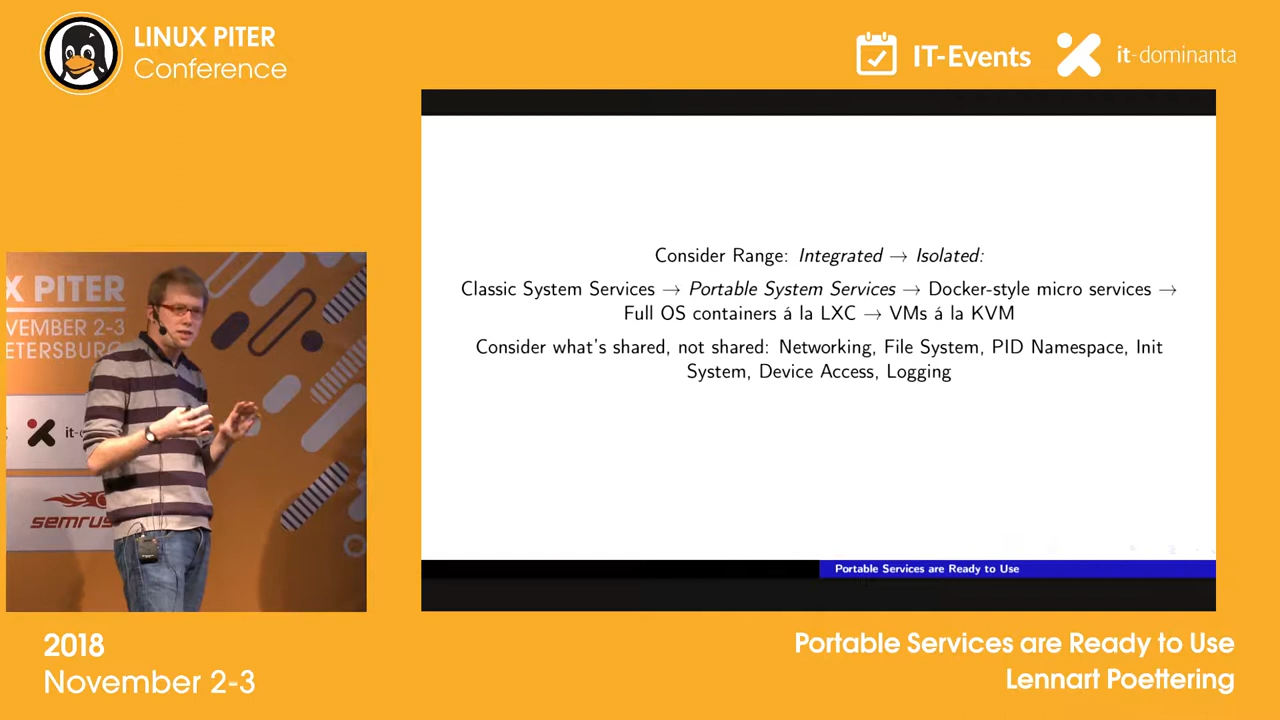 LINUX PITER
Conference
IT-Events
it-dominanta
Consider Range: Integrated → Isolated:
Classic System Services → Portable System Services → Docker-style micro services →
Full OS containers á la LXC → VMs á la KVM
Consider what's shared, not shared: Networking, File System, PID Namespace, Init
System, Device Access, Logging
Portable Services are Ready to Use
X PITER
VEMBER 2-3
ETERSBURG
it-
semrus
2018
November 2-3
Portable Services are Ready to Use
Lennart Poettering